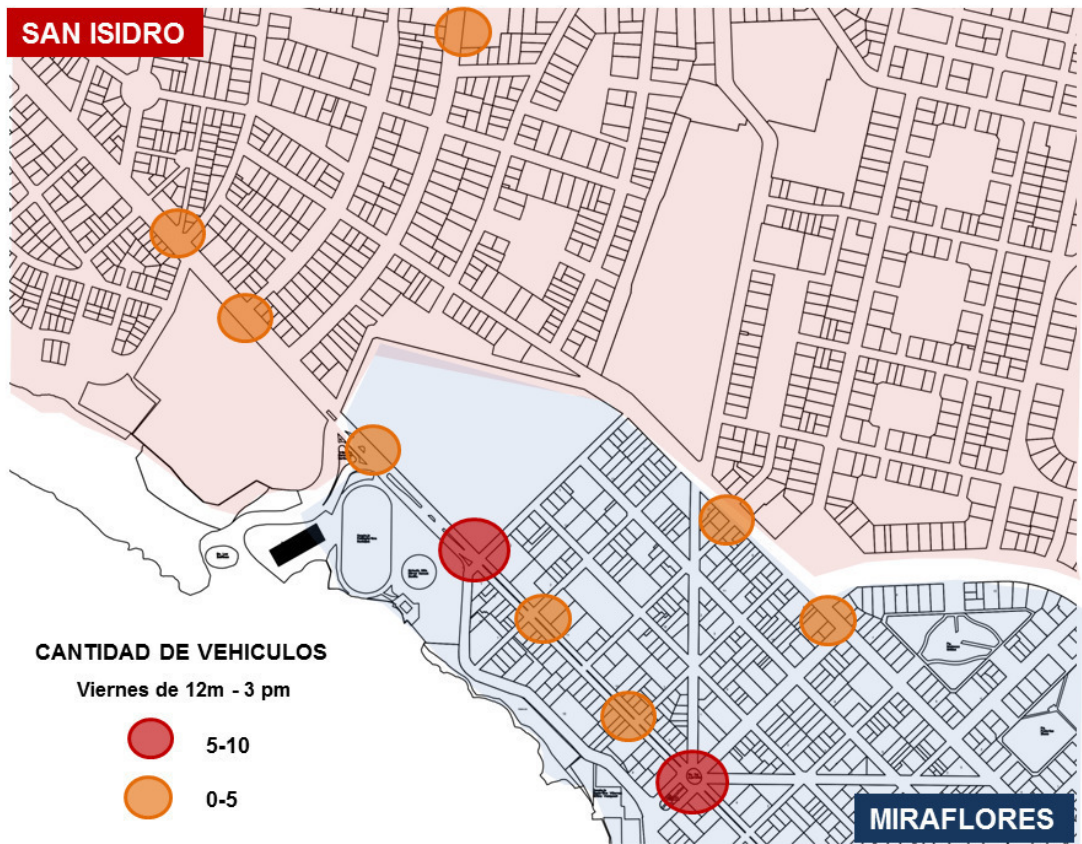 SAN ISIDRO
CANTIDAD DE VEHICULOS
Viernes de 12m - 3 pm
5-10
0-5
MIRAFLORES